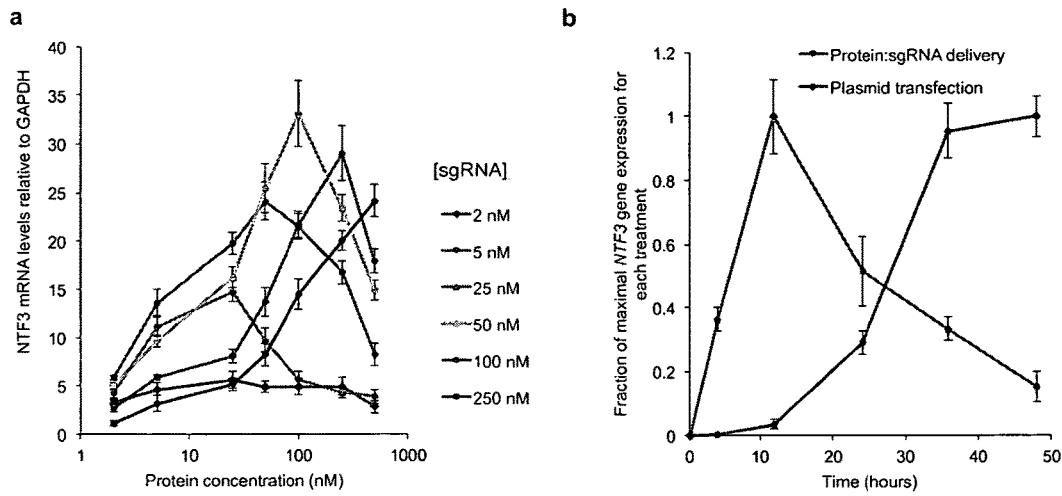 a
NTF3 mRNA levels relative to GAPDH
40
35
30
25
20
15
10
5
0
1
10
100
1000
Protein concentration (nM)
[sgRNA]
2 nM
5 nM
25 nM
50 nM
100 nM
250 nM
b
Fraction of maximal NTF3 gene expression for
each treatment
1.2
1
0.8
0.6
0.4
0.2
0
0
10
20
30
40
50
Time (hours)
Protein:sgRNA delivery
Plasmid transfection